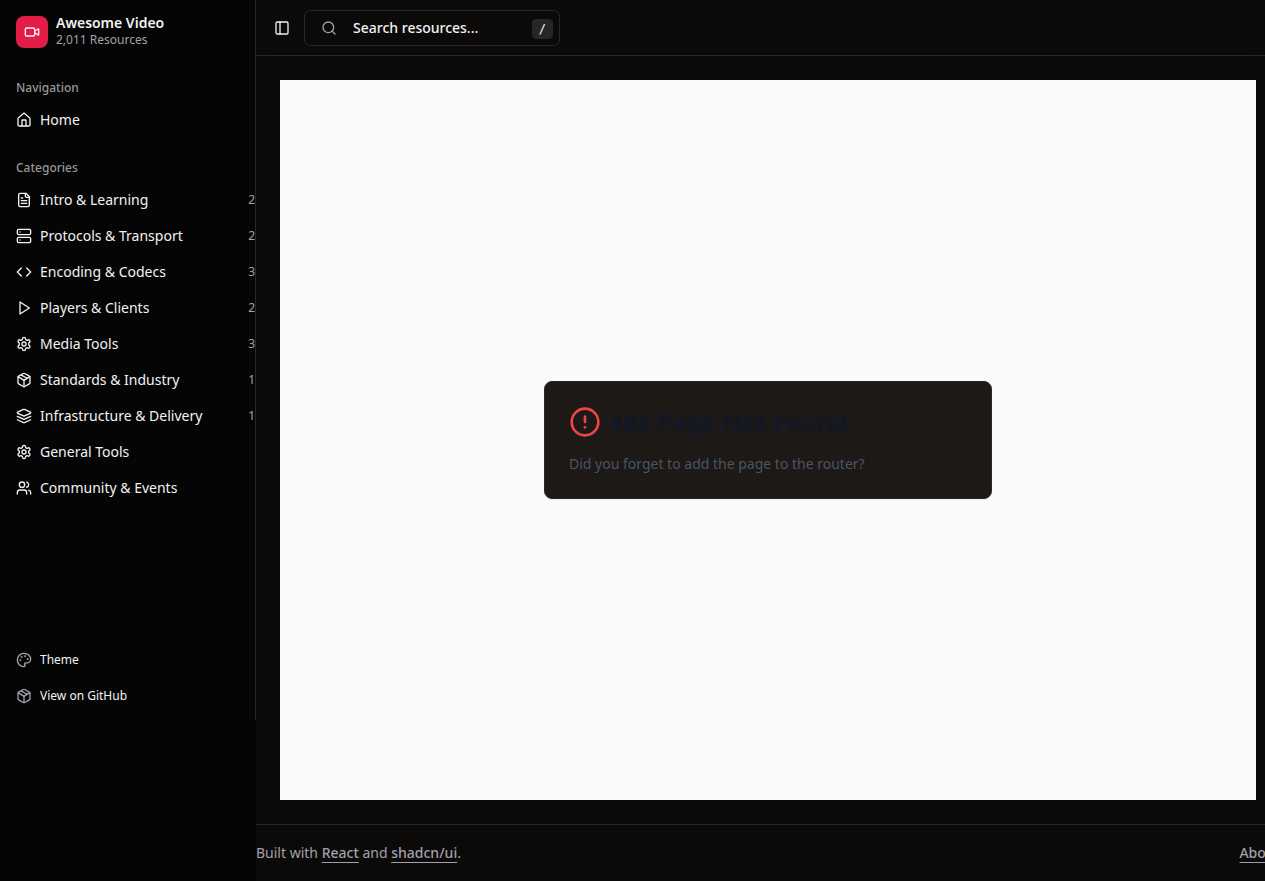 Awesome Video
2,011 Resources
Search resources...
/
Navigation
Home
Categories
Intro & Learning 2
Protocols & Transport 2
Encoding & Codecs 3
Players & Clients 2
Media Tools 3
Standards & Industry 1
Infrastructure & Delivery 1
General Tools
Community & Events
404 Page Not Found
Did you forget to add the page to the router?
Theme
View on GitHub
Built with React and shadcn/ui.
Abo